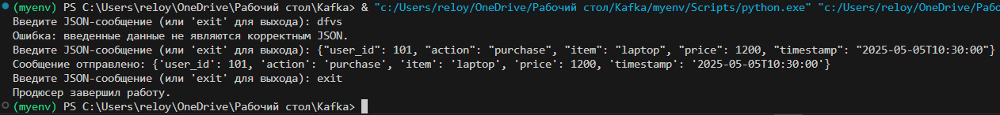 (myenv) PS C:\Users\reloy\OneDrive\Рабочий стол\Kafka> & "c:/Users/reloy/OneDrive/Рабочий стол/Kafka/myenv/Scripts/python.exe" "c:/Users/reloy/OneDrive/Рабо
Введите JSON-сообщение (или 'exit' для выхода): dfvs
Ошибка: введенные данные не являются корректным JSON.
Введите JSON-сообщение (или 'exit' для выхода): {"user_id": 101, "action": "purchase", "item": "laptop", "price": 1200, "timestamp": "2025-05-05T10:30:00"}
Сообщение отправлено: {'user_id': 101, 'action': 'purchase', 'item': 'laptop', 'price': 1200, 'timestamp': '2025-05-05T10:30:00'}
Введите JSON-сообщение (или 'exit' для выхода): exit
Продюсер завершил работу.
(myenv) PS C:\Users\reloy\OneDrive\Рабочий стол\Kafka>